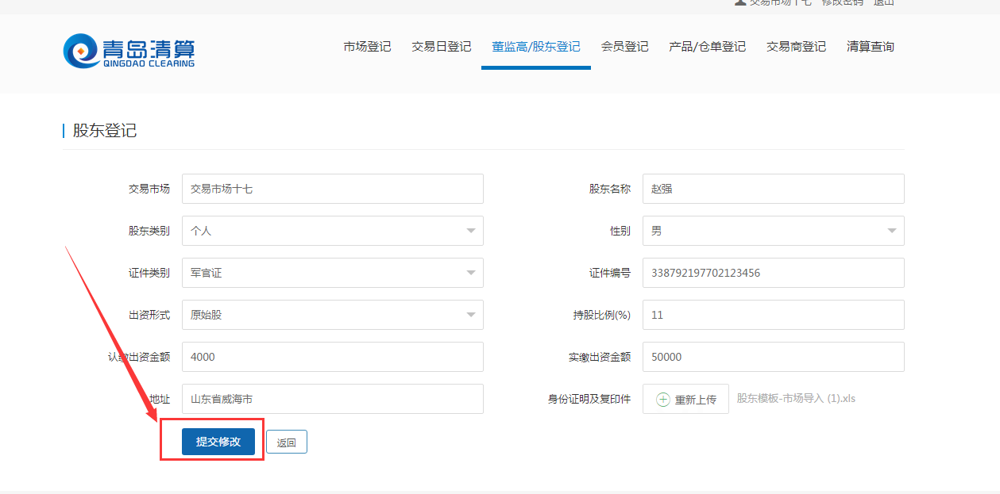 交易市场十七 修改密码 退出
青岛清算
QINGDAO CLEARING
市场登记 交易日登记 董监高/股东登记 会员登记 产品/仓单登记 交易商登记 清算查询
股东登记
交易市场 交易市场十七 股东名称 赵强
股东类别 个人 性别 男
证件类别 军官证 证件编号 338792197702123456
出资形式 原始股 持股比例(%) 11
认缴出资金额 4000 实缴出资金额 50000
地址 山东省威海市 身份证明及复印件 重新上传 股东模板-市场导入 (1).xls
提交修改 返回